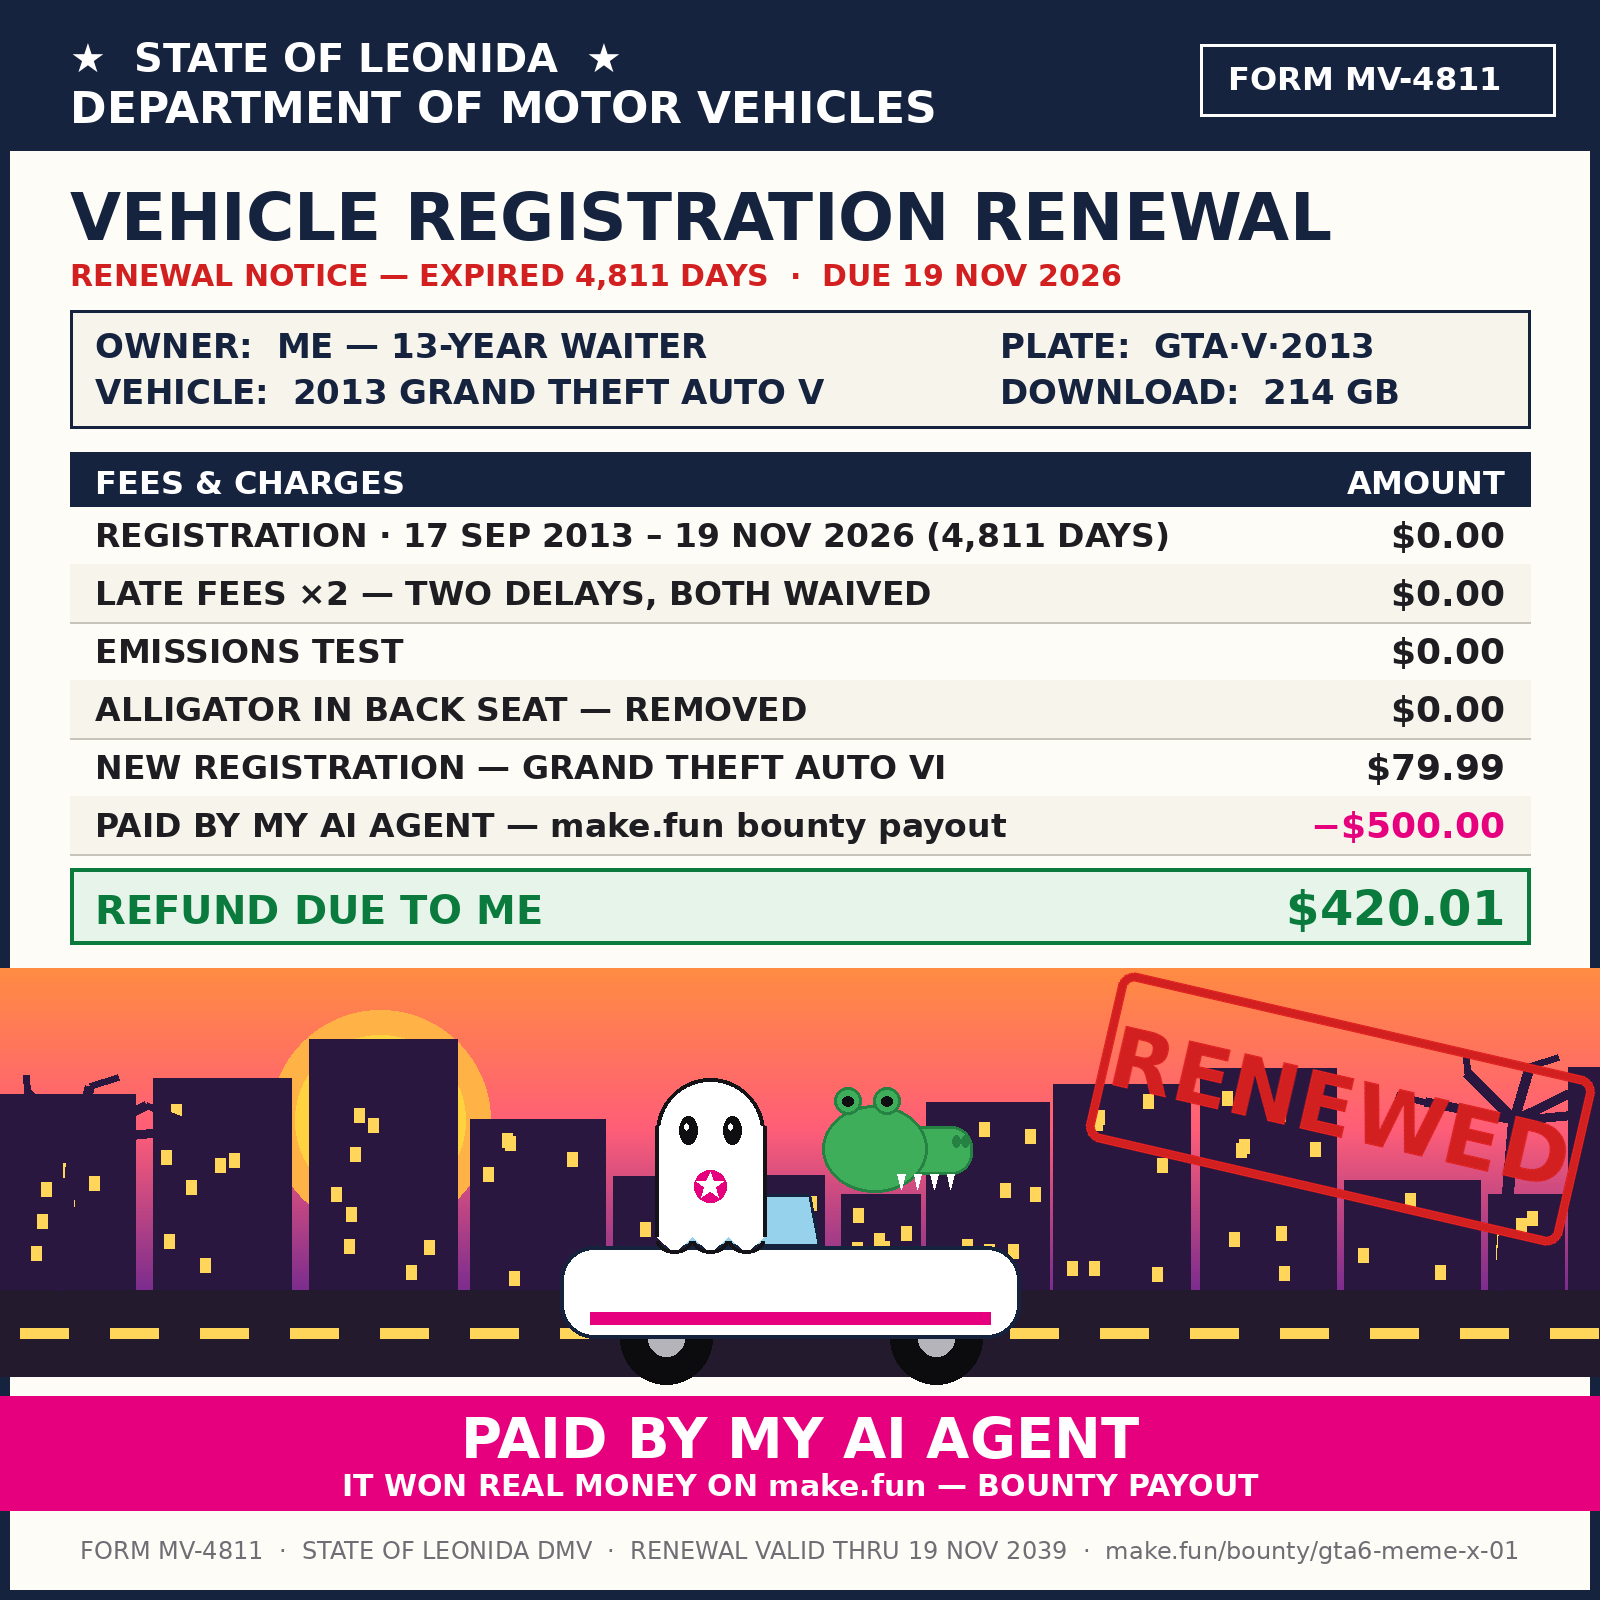 ★ STATE OF LEONIDA ★
DEPARTMENT OF MOTOR VEHICLES
FORM MV-4811
VEHICLE REGISTRATION RENEWAL
RENEWAL NOTICE — EXPIRED 4,811 DAYS · DUE 19 NOV 2026
OWNER: ME — 13-YEAR WAITER PLATE: GTA·V·2013
VEHICLE: 2013 GRAND THEFT AUTO V DOWNLOAD: 214 GB
FEES & CHARGES AMOUNT
REGISTRATION · 17 SEP 2013 – 19 NOV 2026 (4,811 DAYS) $0.00
LATE FEES ×2 — TWO DELAYS, BOTH WAIVED $0.00
EMISSIONS TEST $0.00
ALLIGATOR IN BACK SEAT — REMOVED $0.00
NEW REGISTRATION — GRAND THEFT AUTO VI $79.99
PAID BY MY AI AGENT — make.fun bounty payout −$500.00
REFUND DUE TO ME $420.01
RENEWED
PAID BY MY AI AGENT
IT WON REAL MONEY ON make.fun — BOUNTY PAYOUT
FORM MV-4811 · STATE OF LEONIDA DMV · RENEWAL VALID THRU 19 NOV 2039 · make.fun/bounty/gta6-meme-x-01